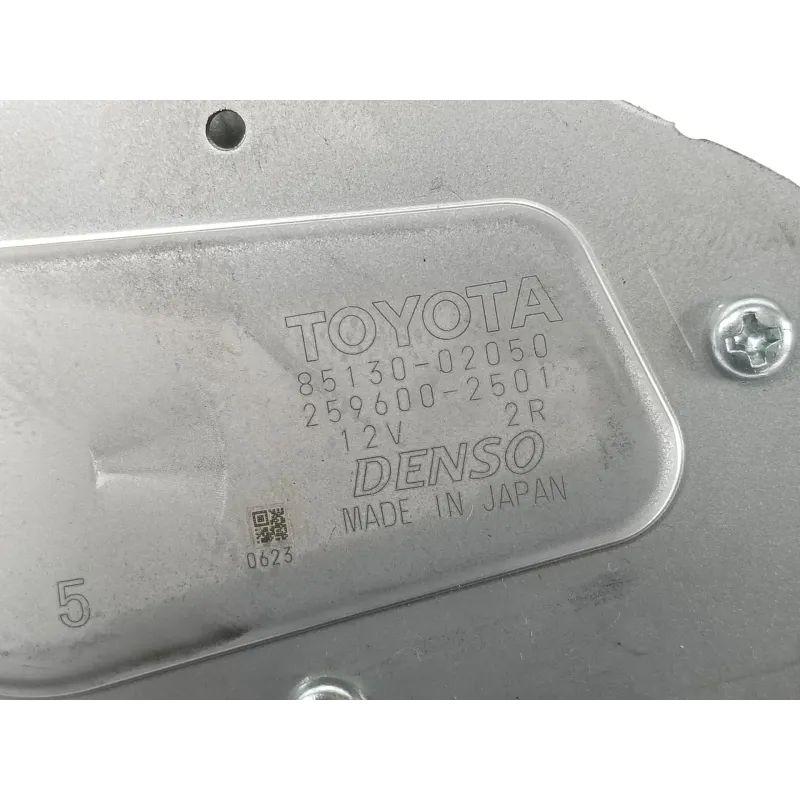 TOYOTA
85130-02050
259600-2501
12V 2R
DENSO
MADE IN JAPAN
0623
5